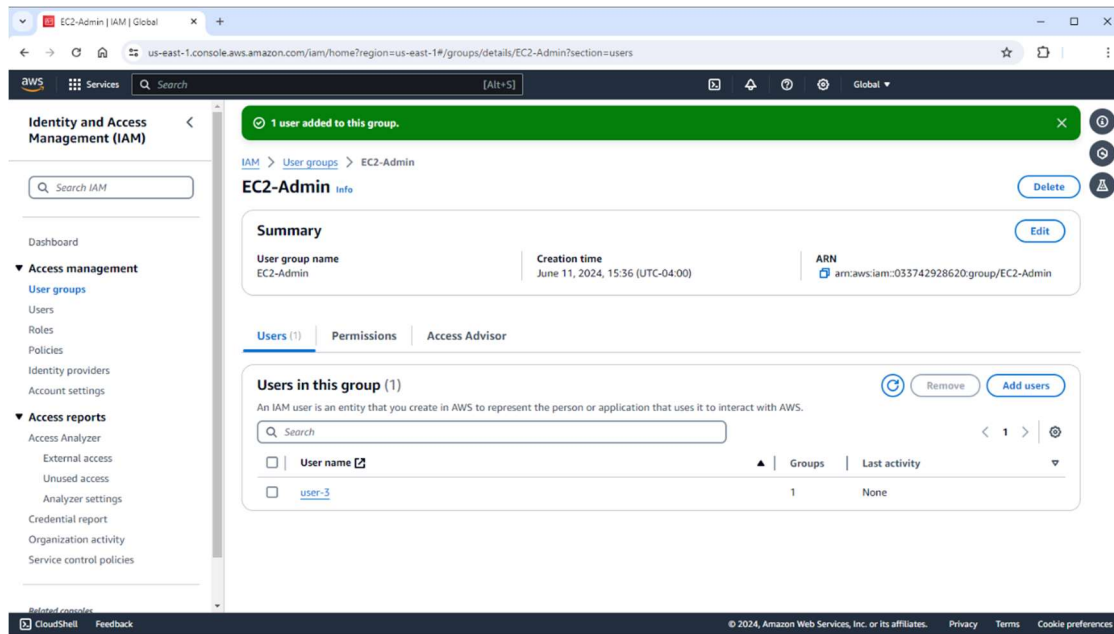 EC2-Admin | IAM | Global
us-east-1.console.aws.amazon.com/iam/home?region=us-east-1#/groups/details/EC2-Admin?section=users
aws Services Search [Alt+S] Global
Identity and Access Management (IAM)
Search IAM
Dashboard
Access management
User groups
Users
Roles
Policies
Identity providers
Account settings
Access reports
Access Analyzer
External access
Unused access
Analyzer settings
Credential report
Organization activity
Service control policies
Related consoles
1 user added to this group.
IAM > User groups > EC2-Admin
EC2-Admin Info Delete
Summary Edit
User group name Creation time ARN
EC2-Admin June 11, 2024, 15:36 (UTC-04:00) arn:aws:iam::033742928620:group/EC2-Admin
Users (1) Permissions Access Advisor
Users in this group (1) Remove Add users
An IAM user is an entity that you create in AWS to represent the person or application that uses it to interact with AWS.
Search 1
User name Groups Last activity
user-3 1 None
CloudShell Feedback © 2024, Amazon Web Services, Inc. or its affiliates. Privacy Terms Cookie preferences